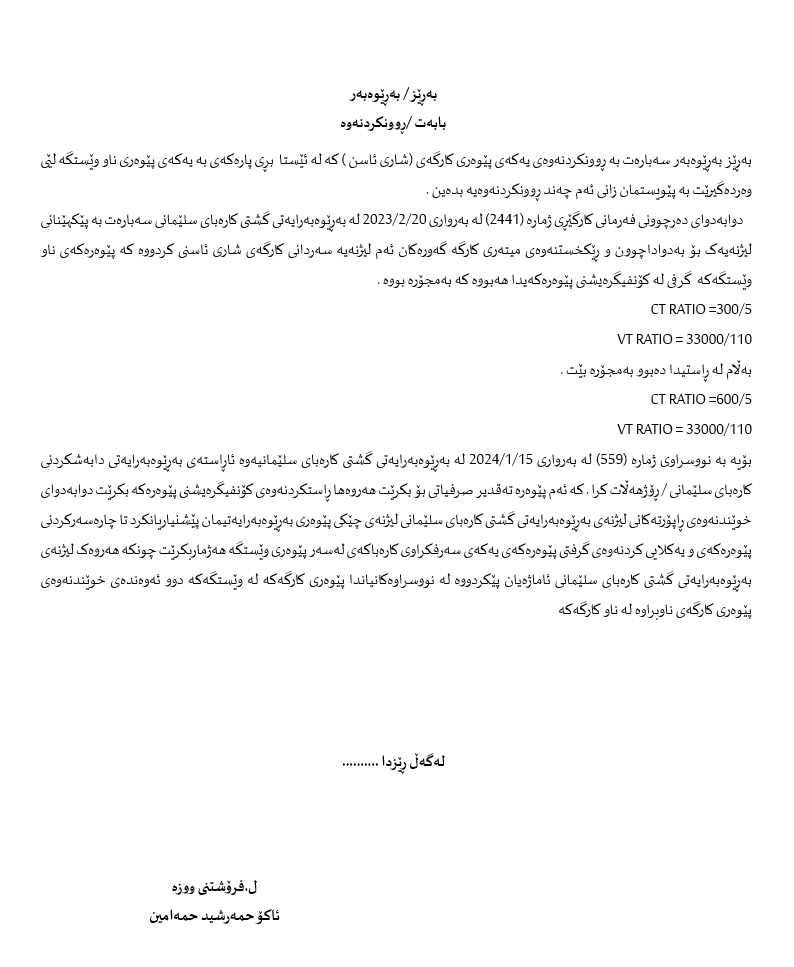 بەڕێز / بەڕێوەبەر
بابەت /ڕوونکردنەوە
بەڕێز بەڕێوەبەر سەبارەت بە ڕوونکردنەوەی یەکەی پێوەری کارگەی (شاری ئاسن ) کە لە ئێستا بڕی پارەکەی بە یەکەی پێوەری ناو وێستگە لێی
وەردەگیرێت بە پێویستمان زانی ئەم چەند ڕوونکردنەوەیە بدەین .
دوابەدوای دەرچوونی فەرمانی کارگێڕی ژمارە (2441) لە بەرواری 2023/2/20 لە بەڕێوەبەرایەتی گشتی کارەبای سلێمانی سەبارەت بە پێکهێنانی
لیژنەیەک بۆ بەدواداچوون و ڕێکخستنەوەی میتەری کارگە گەورەکان ئەم لیژنەیە سەردانی کارگەی شاری ئاسنی کردووە کە پێوەرەکەی ناو
وێستگەکە گرفی لە کۆنفیگرەیشنی پێوەرەکەیدا هەبووە کە بەمجۆرە بووە .
CT RATIO =300/5
VT RATIO = 33000/110
بەڵام لە ڕاستیدا دەبوو بەمجۆرە بێت .
CT RATIO =600/5
VT RATIO = 33000/110
بۆیە بە نووسراوی ژمارە (559) لە بەرواری 2024/1/15 لە بەڕێوەبەرایەتی گشتی کارەبای سلێمانیەوە ئاڕاستەی بەڕێوەبەرایەتی دابەشکردنی
کارەبای سلێمانی / ڕۆژهەڵات کرا . کە ئەم پێوەرە تەقدیر صرفیاتی بۆ بکرێت هەروەها ڕاستکردنەوەی کۆنفیگرەیشنی پێوەرەکە بکرێت دوابەدوای
خوێندنەوەی ڕاپۆرتەکانی لیژنەی بەڕێوەبەرایەتی گشتی کارەبای سلێمانی لیژنەی چێکی پێوەری بەڕێوەبەرایەتیمان پێشنیاریانکرد تا چارەسەرکردنی
پێوەرەکەی و یەکلایی کردنەوەی گرفتی پێوەرەکەی یەکەی سەرفکراوی کارەباکەی لەسەر پێوەری وێستگە هەژماربکرێت چونکە هەروەک لیژنەی
بەڕێوەبەرایەتی گشتی کارەبای سلێمانی ئاماژەیان پێکردووە لە نووسراوەکانیاندا پێوەری کارگەکە لە وێستگەکە دوو ئەوەندەی خوێندنەوەی
پێوەری کارگەی ناوبراوە لە ناو کارگەکە
لەگەڵ ڕێزدا ..........
ل.فرۆشتنی ووزە
ئاکۆ حمەرشید حمەامین